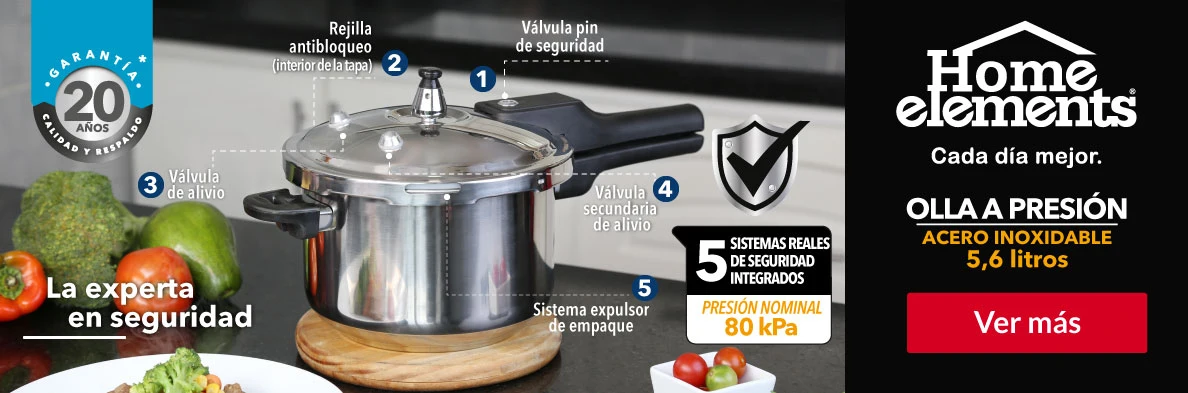 GARANTÍA*
20
AÑOS
CALIDAD Y RESPALDO
Rejilla
antibloqueo
(interior de la tapa)
2
1
Válvula pin
de seguridad
3
Válvula
de alivio
4
Válvula
secundaria
de alivio
5
Sistema expulsor
de empaque
La experta
en seguridad
5
SISTEMAS REALES
DE SEGURIDAD
INTEGRADOS
PRESIÓN NOMINAL
80 kPa
Home
elements®
Cada día mejor.
OLLA A PRESIÓN
ACERO INOXIDABLE
5,6 litros
Ver más